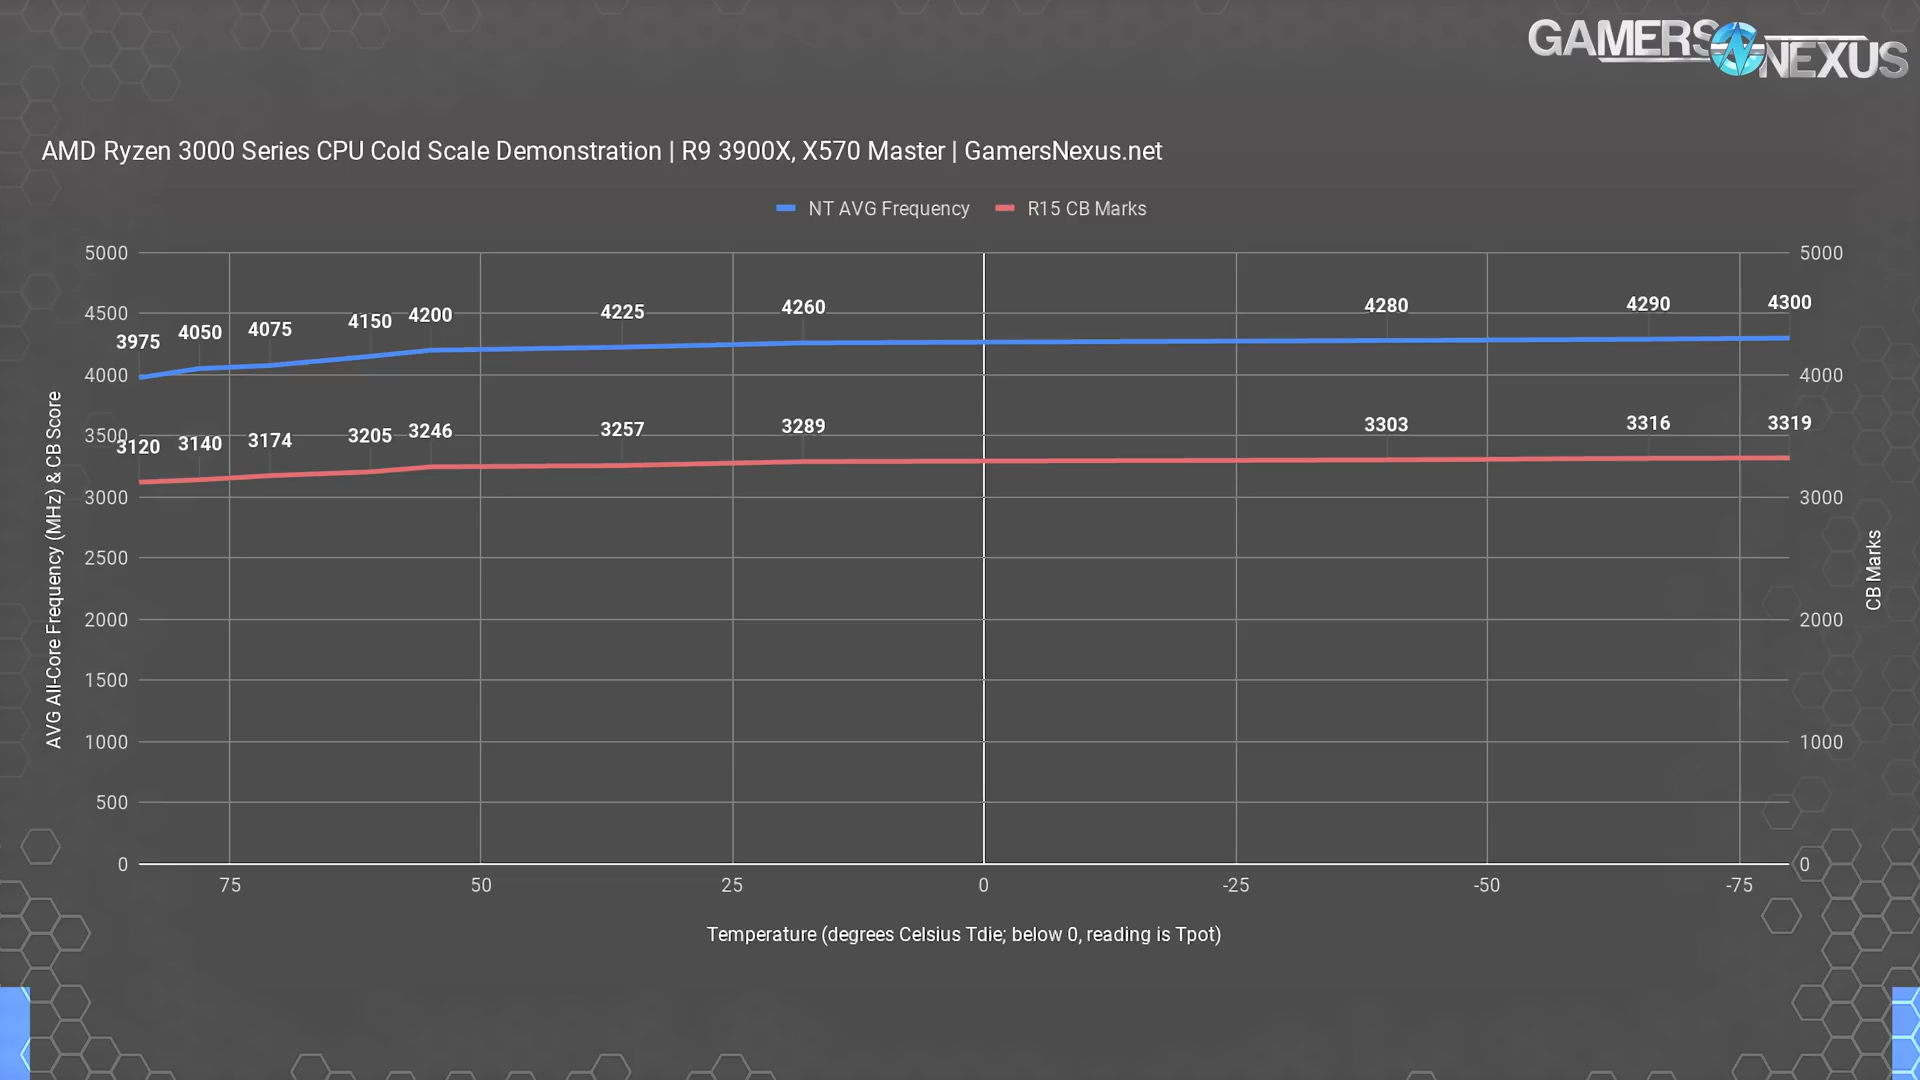 GAMERS NEXUS
AMD Ryzen 3000 Series CPU Cold Scale Demonstration | R9 3900X, X570 Master | GamersNexus.net
NT AVG Frequency R15 CB Marks
5000 5000
4500
4000 4000
3500
3000 3000
2500
2000 2000
1500
1000 1000
500
0 0
3975 4050 4075 4150 4200 4225 4260 4280 4290 4300
3120 3140 3174 3205 3246 3257 3289 3303 3316 3319
AVG All-Core Frequency (MHz) & CB Score
CB Marks
75 50 25 0 -25 -50 -75
Temperature (degrees Celsius Tdie; below 0, reading is Tpot)